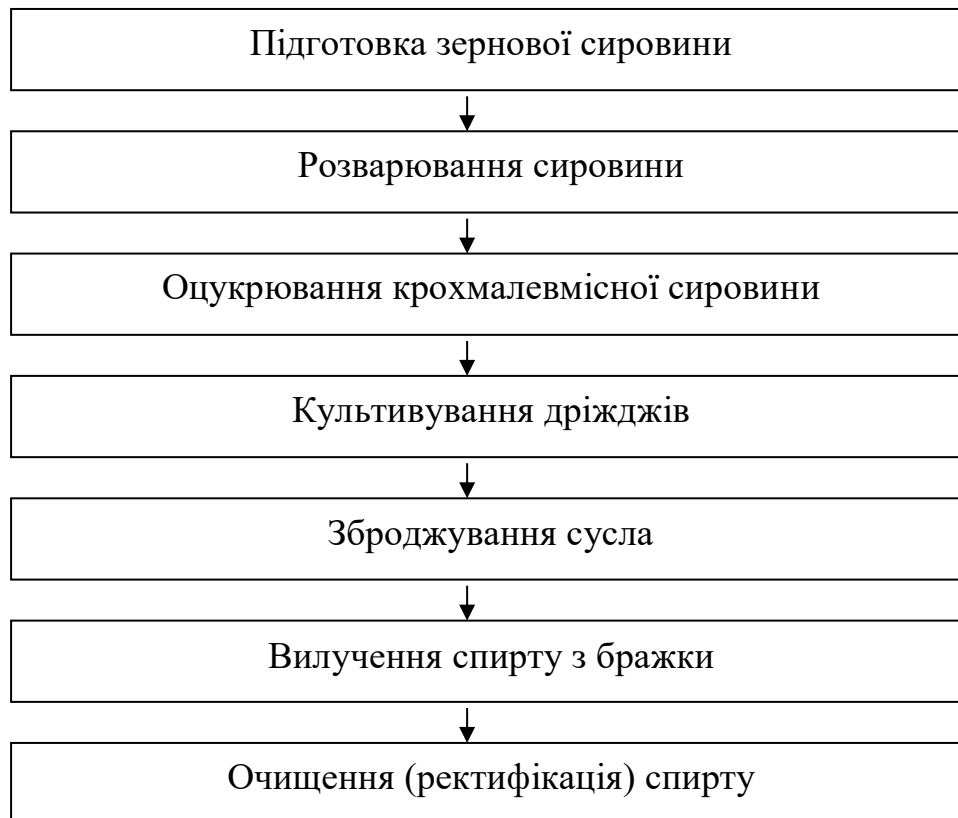 Підготовка зернової сировини
Розварювання сировини
Оцукрювання крохмалевмісної сировини
Культивування дріжджів
Зброджування сусла
Вилучення спирту з бражки
Очищення (ректифікація) спирту